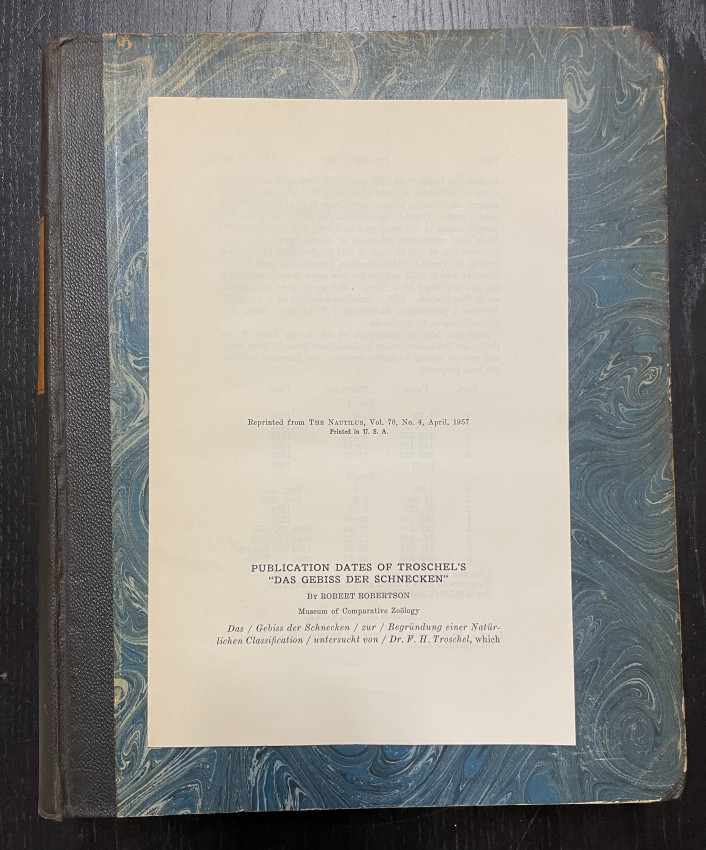 Reprinted from THE NAUTILUS, Vol. 70, No. 4, April, 1957
Printed in U. S. A.
PUBLICATION DATES OF TROSCHEL'S
"DAS GEBISS DER SCHNECKEN"
BY ROBERT ROBERTSON
Museum of Comparative Zoölogy
Das / Gebiss der Schnecken / zur / Begründung einer Natür-
lichen Classification / untersucht von / Dr. F. H. Troschel, which